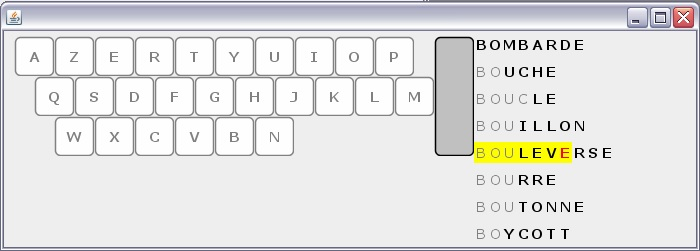 A Z E R T Y U I O P
Q S D F G H J K L M
W X C V B N
BOMBARDE
BOUCHE
BOUCLE
BOUILLON
BOULEVERSE
BOURRE
BOUTONNE
BOYCOTT